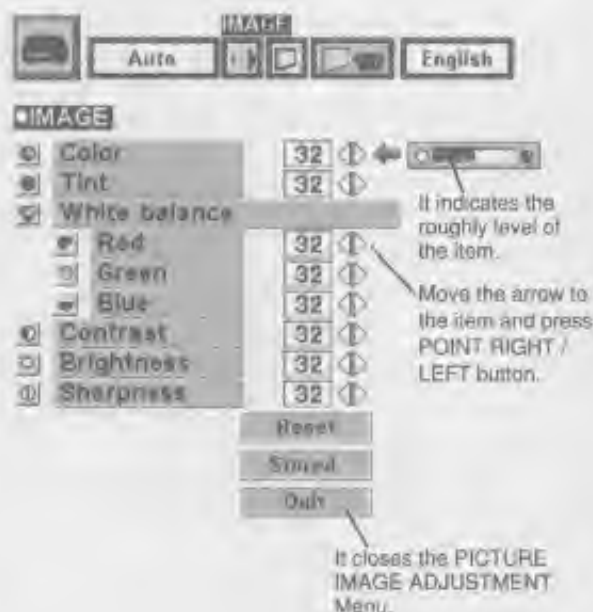 IMAGE
Auto English
IMAGE
Color 32
Tint 32
White balance
Red 32
Green 32
Blue 32
Contrast 32
Brightness 32
Sharpness 32
Reset
Stored
Quit
It indicates the
roughly level of
the item.
Move the arrow to
the item and press
POINT RIGHT /
LEFT button.
It closes the PICTURE
IMAGE ADJUSTMENT
Menu.